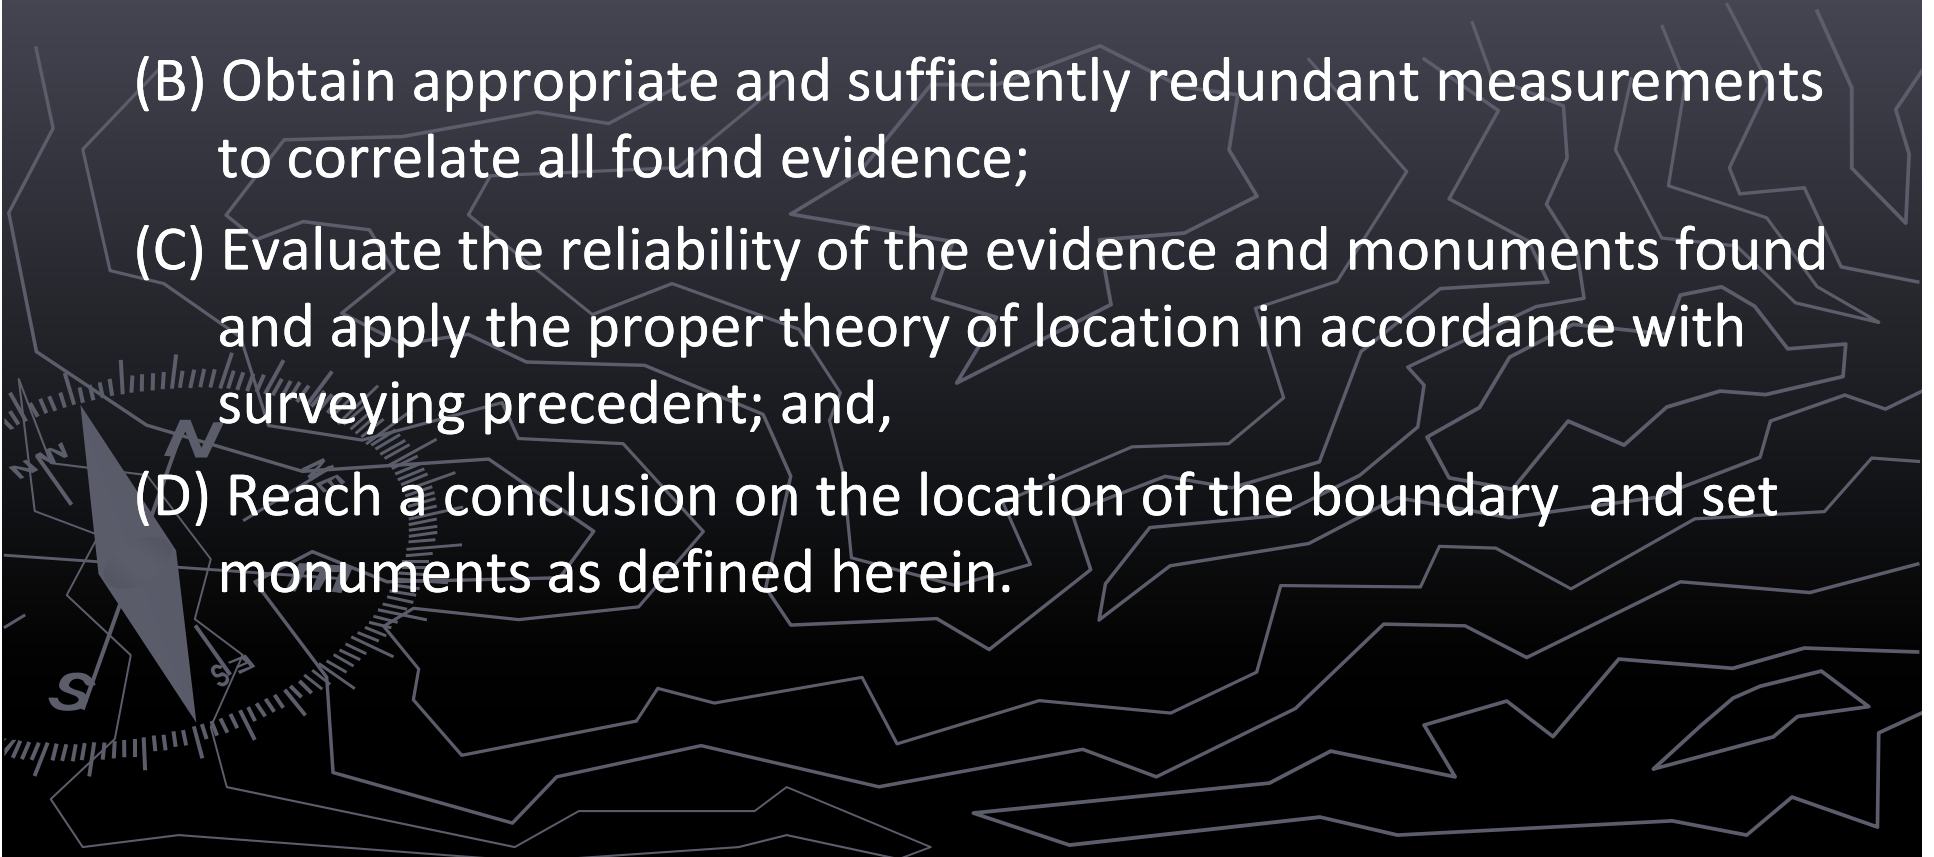 (B) Obtain appropriate and sufficiently redundant measurements
to correlate all found evidence;
(C) Evaluate the reliability of the evidence and monuments found
and apply the proper theory of location in accordance with
surveying precedent; and,
(D) Reach a conclusion on the location of the boundary  and set
monuments as defined herein.
N
S